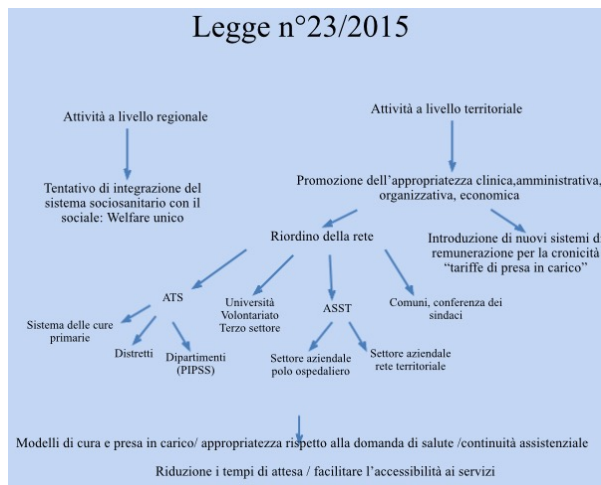 Legge n°23/2015
Attività a livello regionale
Attività a livello territoriale
Tentativo di integrazione del
sistema sociosanitario con il
sociale: Welfare unico
Promozione dell'appropriatezza clinica,amministrativa,
organizzativa, economica
Riordino della rete
Introduzione di nuovi sistemi di
remunerazione per la cronicità
“tariffe di presa in carico”
ATS
Università
Volontariato
Terzo settore
ASST
Comuni, conferenza dei
sindaci
Sistema delle cure
primarie
Distretti
Dipartimenti
(PIPSS)
Settore aziendale
polo ospedaliero
Settore aziendale
rete territoriale
Modelli di cura e presa in carico/ appropriatezza rispetto alla domanda di salute /continuità assistenziale
Riduzione i tempi di attesa / facilitare l'accessibilità ai servizi